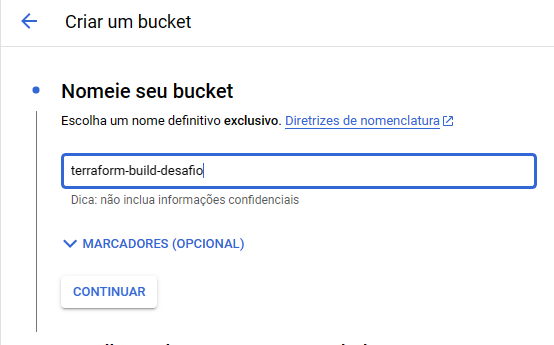 Criar um bucket
Nomeie seu bucket
Escolha um nome definitivo exclusivo. Diretrizes de nomenclatura
terraform-build-desafio
Dica: não inclua informações confidenciais
MARCADORES (OPCIONAL)
CONTINUAR